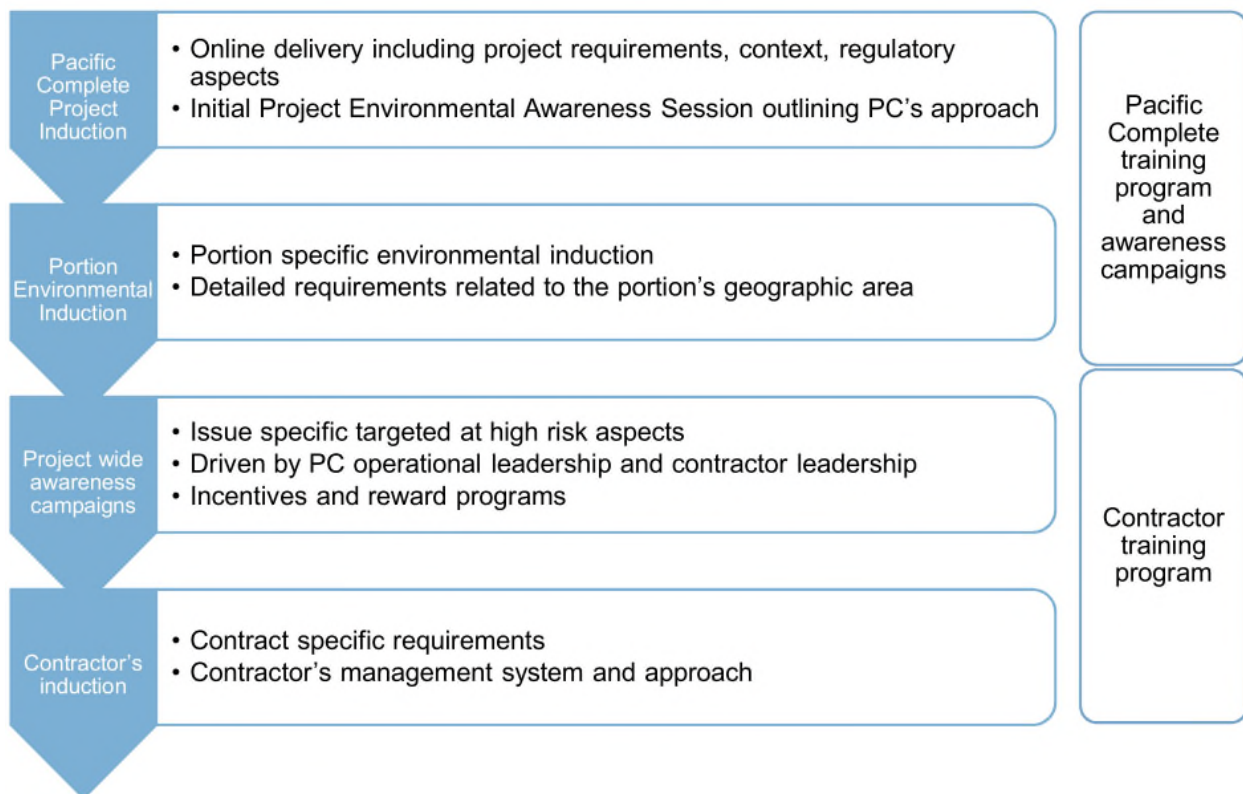 Pacific
Complete
Project
Induction
• Online delivery including project requirements, context, regulatory
aspects
• Initial Project Environmental Awareness Session outlining PC’s approach
Portion
Environmental
Induction
• Portion specific environmental induction
• Detailed requirements related to the portion’s geographic area
Project wide
awareness
campaigns
• Issue specific targeted at high risk aspects
• Driven by PC operational leadership and contractor leadership
• Incentives and reward programs
Contractor’s
induction
• Contract specific requirements
• Contractor’s management system and approach
Pacific
Complete
training
program
and
awareness
campaigns
Contractor
training
program